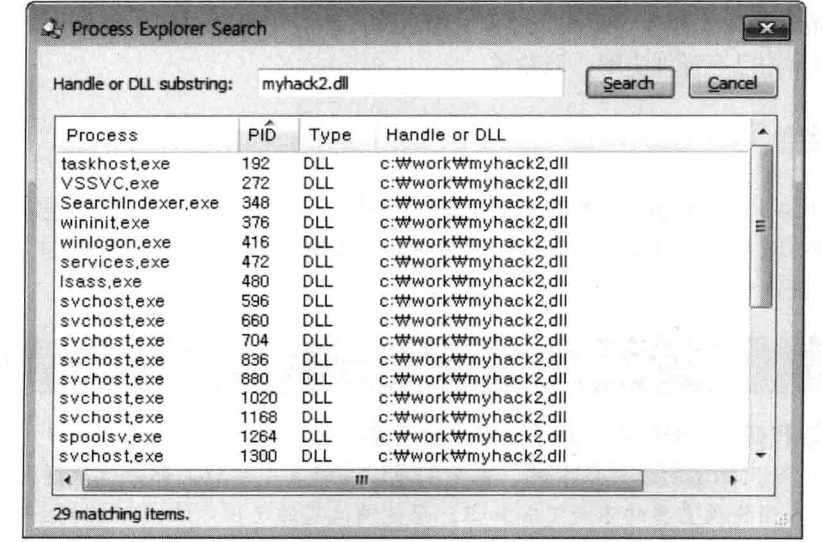 Process Explorer Search
Handle or DLL substring: myhack2.dll Search Cancel
Process PID Type Handle or DLL
taskhost,exe 192 DLL c:₩work₩myhack2,dll
VSSVC,exe 272 DLL c:₩work₩myhack2,dll
SearchIndexer,exe 348 DLL c:₩work₩myhack2,dll
wininit,exe 376 DLL c:₩work₩myhack2,dll
winlogon,exe 416 DLL c:₩work₩myhack2,dll
services,exe 472 DLL c:₩work₩myhack2,dll
lsass,exe 480 DLL c:₩work₩myhack2,dll
svchost,exe 596 DLL c:₩work₩myhack2,dll
svchost,exe 660 DLL c:₩work₩myhack2,dll
svchost,exe 704 DLL c:₩work₩myhack2,dll
svchost,exe 836 DLL c:₩work₩myhack2,dll
svchost,exe 880 DLL c:₩work₩myhack2,dll
svchost,exe 1020 DLL c:₩work₩myhack2,dll
svchost,exe 1168 DLL c:₩work₩myhack2,dll
spoolsv,exe 1264 DLL c:₩work₩myhack2,dll
svchost,exe 1300 DLL c:₩work₩myhack2,dll
29 matching items.